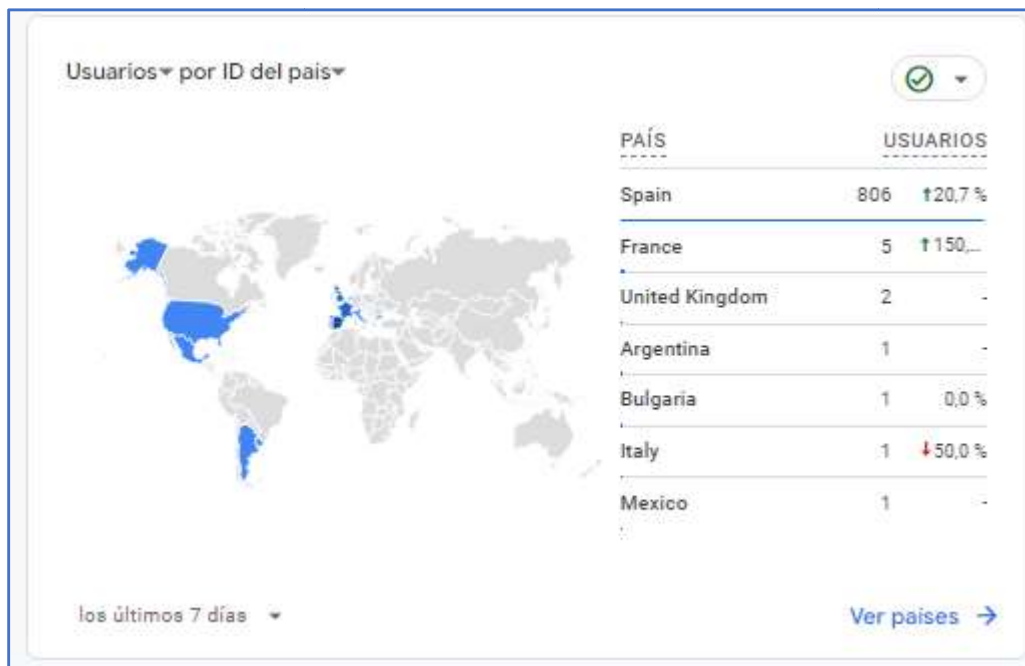 Usuarios por ID del país
PAÍS USUARIOS
Spain 806 ↑20,7 %
France 5 ↑150,...
United Kingdom 2 -
Argentina 1 -
Bulgaria 1 0,0 %
Italy 1 ↓50,0 %
Mexico 1 -
los últimos 7 días
Ver países →